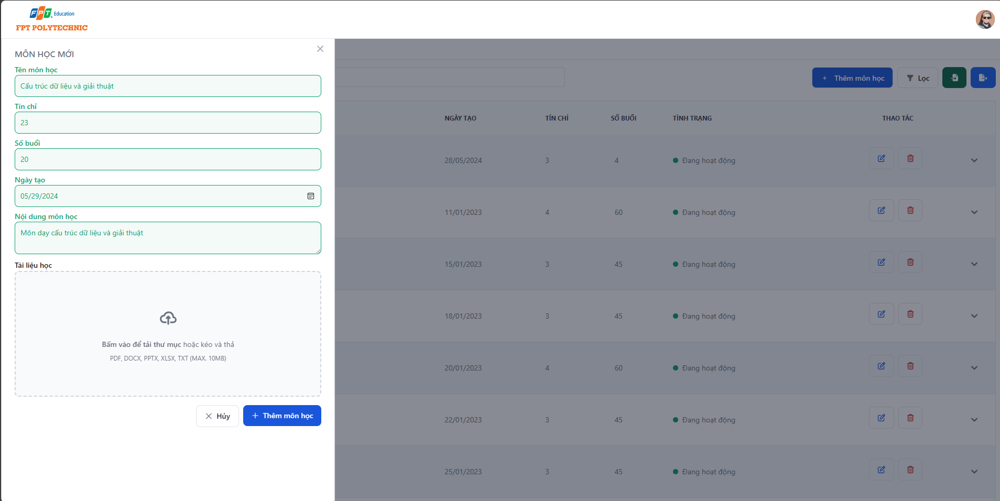 FPT Education
FPT POLYTECHNIC
MÔN HỌC MỚI
Tên môn học
Cấu trúc dữ liệu và giải thuật
Tín chỉ
23
Số buổi
20
Ngày tạo
05/29/2024
Nội dung môn học
Môn dạy cấu trúc dữ liệu và giải thuật
Tài liệu học
Bấm vào để tải thư mục hoặc kéo và thả
PDF, DOCX, PPTX, XLSX, TXT (MAX. 10MB)
Hủy
+ Thêm môn học
+ Thêm môn học
Lọc
NGÀY TẠO TÍN CHỈ SỐ BUỔI TÌNH TRẠNG THAO TÁC
28/05/2024 3 4 Đang hoạt động
11/01/2023 4 60 Đang hoạt động
15/01/2023 3 45 Đang hoạt động
18/01/2023 3 45 Đang hoạt động
20/01/2023 4 60 Đang hoạt động
22/01/2023 3 45 Đang hoạt động
25/01/2023 3 45 Đang hoạt động